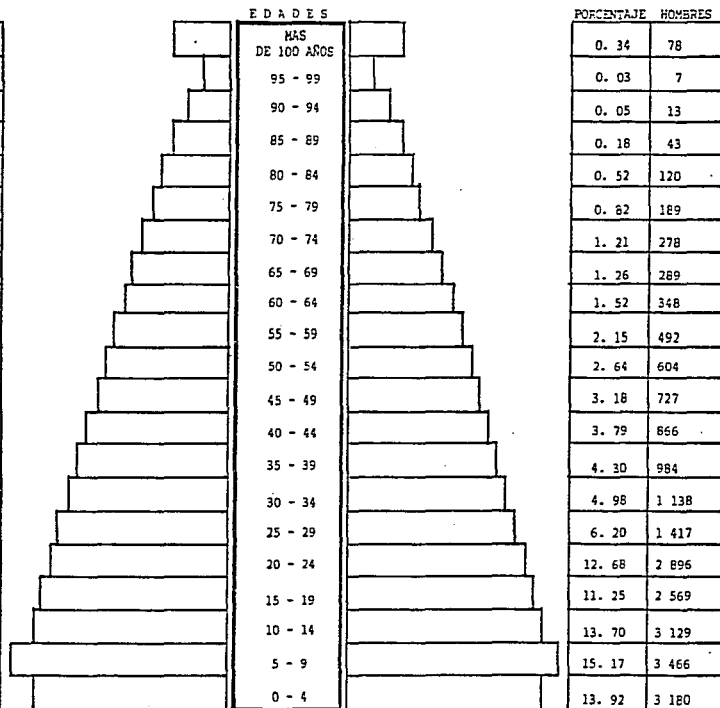 EDADES PORCENTAJE HOMBRES
MAS
DE 100 AÑOS 0. 34 78
95 - 99 0. 03 7
90 - 94 0. 05 13
85 - 89 0. 18 43
80 - 84 0. 52 120
75 - 79 0. 82 189
70 - 74 1. 21 278
65 - 69 1. 26 289
60 - 64 1. 52 348
55 - 59 2. 15 492
50 - 54 2. 64 604
45 - 49 3. 18 727
40 - 44 3. 79 866
35 - 39 4. 30 984
30 - 34 4. 98 1 138
25 - 29 6. 20 1 417
20 - 24 12. 68 2 896
15 - 19 11. 25 2 569
10 - 14 13. 70 3 129
5 - 9 15. 17 3 466
0 - 4 13. 92 3 180